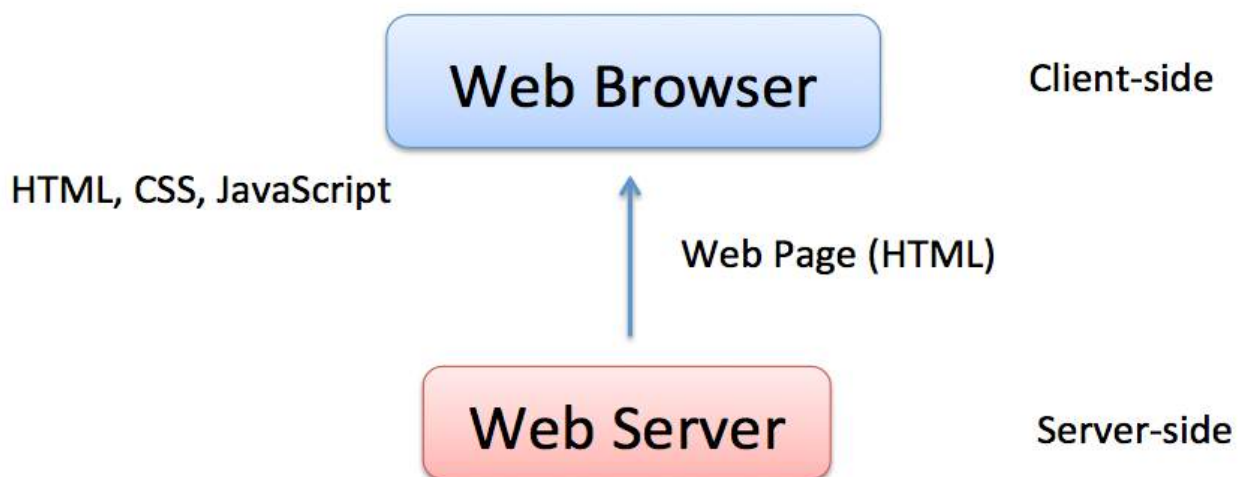 Web Browser
Client-side
HTML, CSS, JavaScript
Web Page (HTML)
Web Server
Server-side